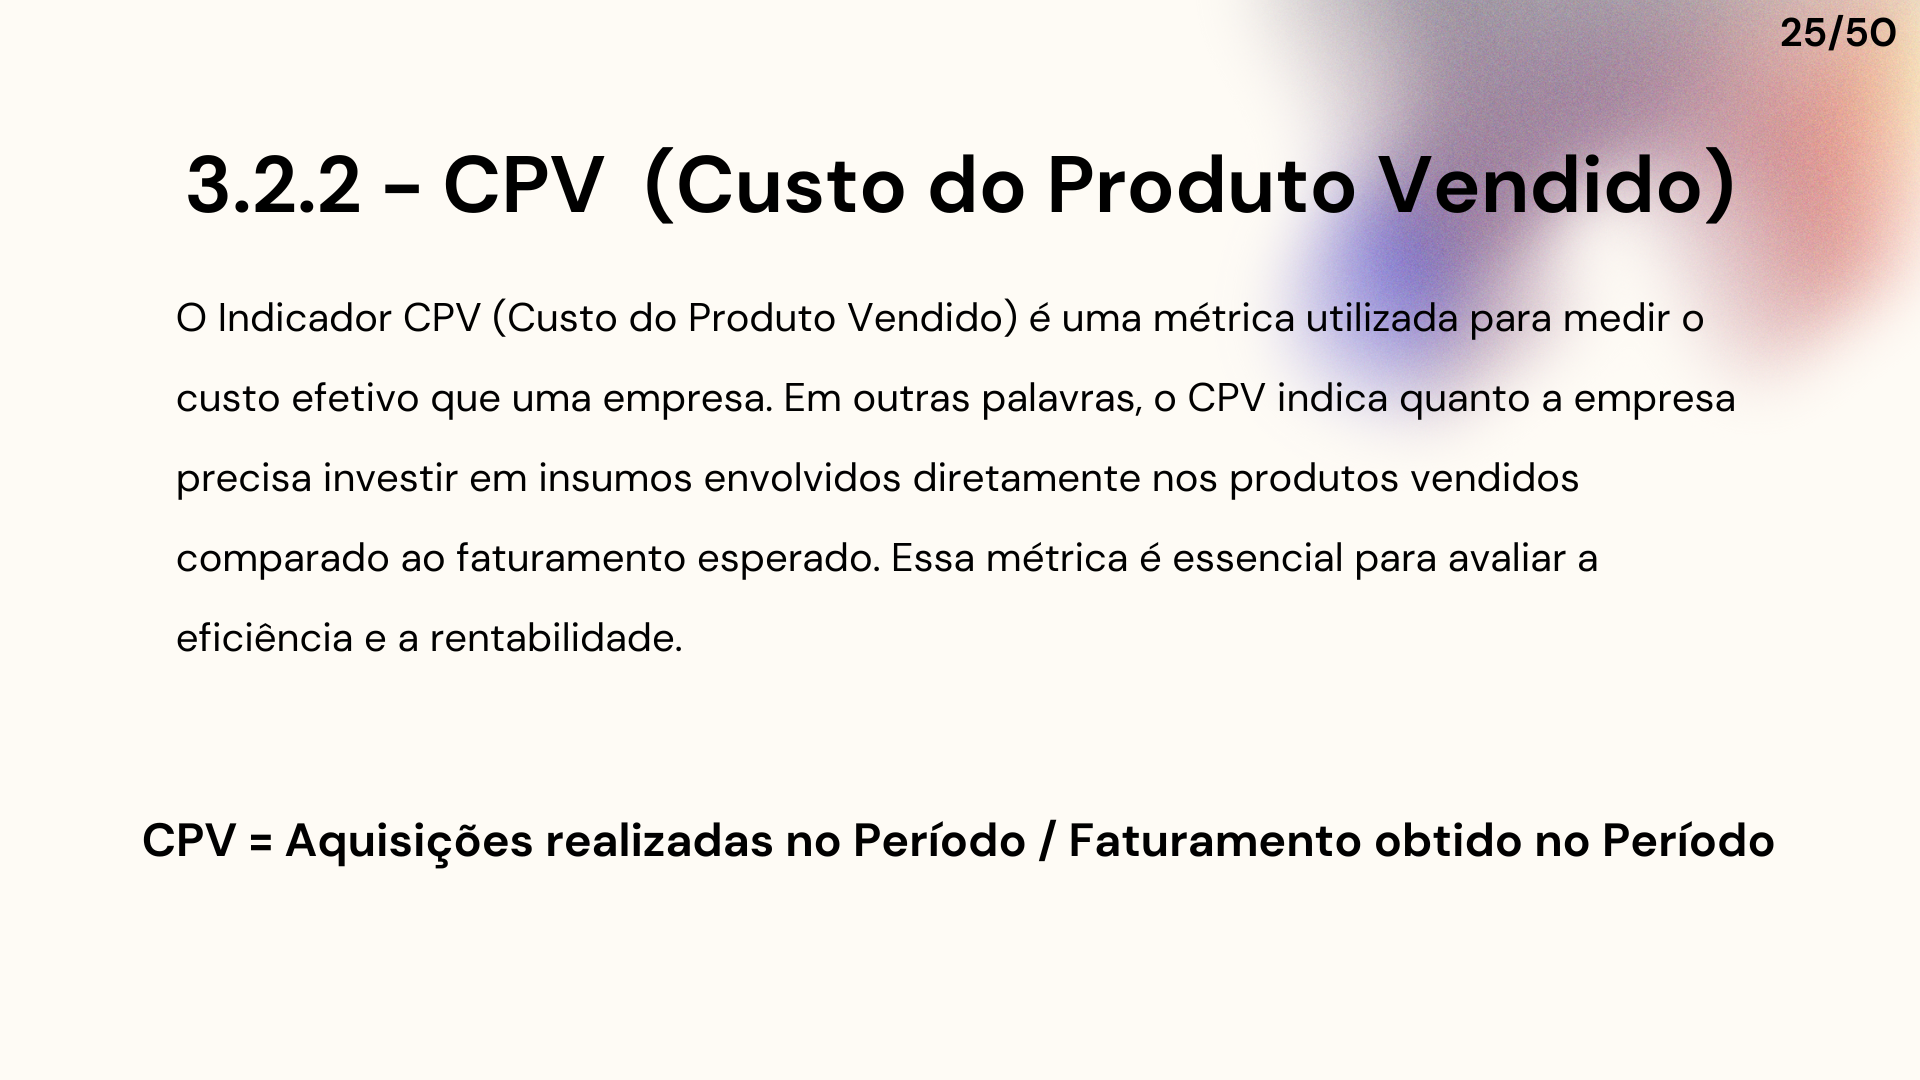 25/50
3.2.2 - CPV (Custo do Produto Vendido)
O Indicador CPV (Custo do Produto Vendido) é uma métrica utilizada para medir o
custo efetivo que uma empresa. Em outras palavras, o CPV indica quanto a empresa
precisa investir em insumos envolvidos diretamente nos produtos vendidos
comparado ao faturamento esperado. Essa métrica é essencial para avaliar a
eficiência e a rentabilidade.
CPV = Aquisições realizadas no Período / Faturamento obtido no Período